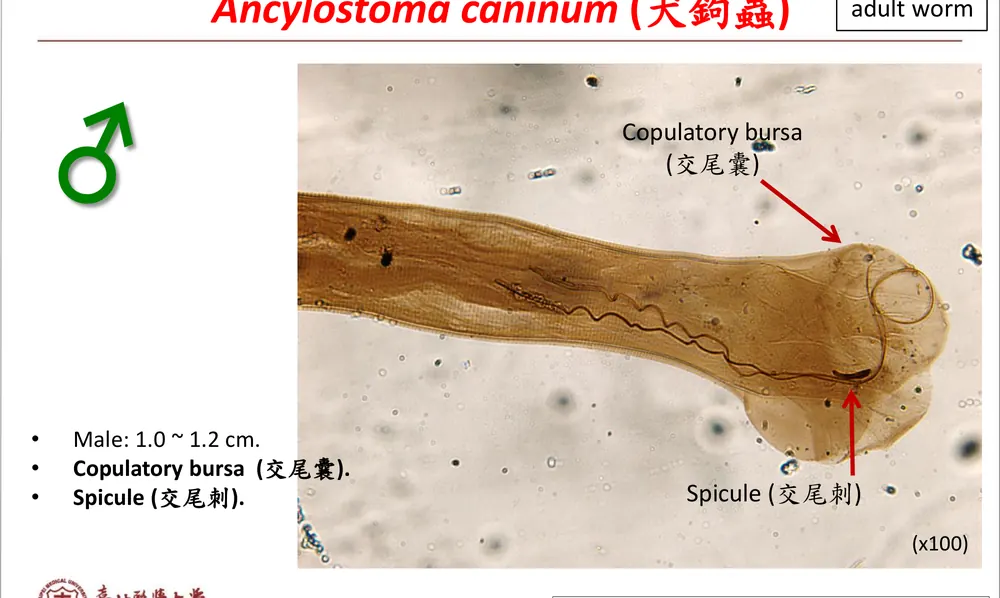 Ancylostoma caninum (犬鉤蟲)
adult worm
Copulatory bursa
(交尾囊)
• Male: 1.0 ~ 1.2 cm.
• Copulatory bursa (交尾囊).
• Spicule (交尾刺).
Spicule (交尾刺)
(x100)